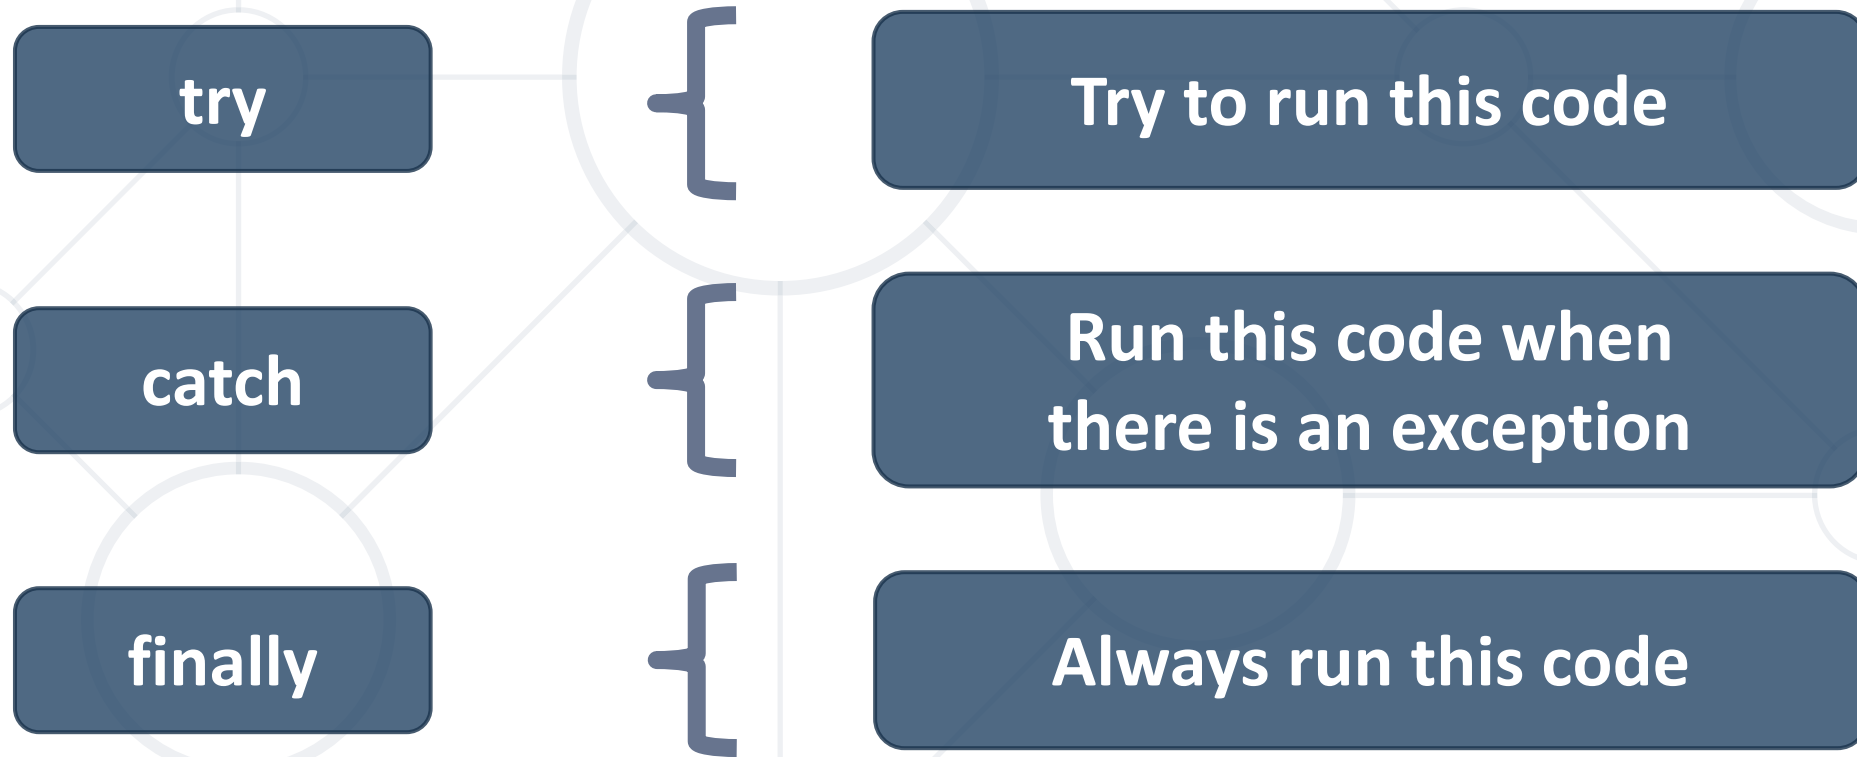 try
Try to run this code
catch
Run this code when
there is an exception
finally
Always run this code